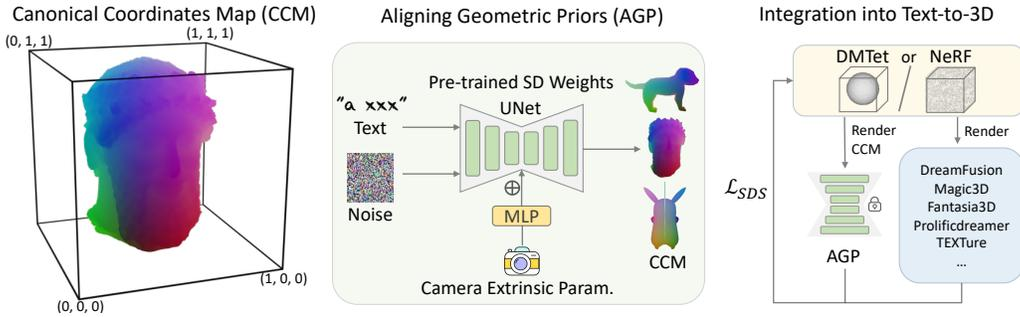 Canonical Coordinates Map (CCM)
(0, 1, 1)
(1, 1, 1)
(1, 0, 0)
(0, 0, 0)
Aligning Geometric Priors (AGP)
Pre-trained SD Weights
UNet
"a xxx"
Text
Noise
⊕
MLP
CCM
Camera Extrinsic Param.
Integration into Text-to-3D
DMTet or NeRF
Render
CCM
Render
ℒSDS
AGP
DreamFusion
Magic3D
Fantasia3D
Prolificdreamer
TEXTure
...